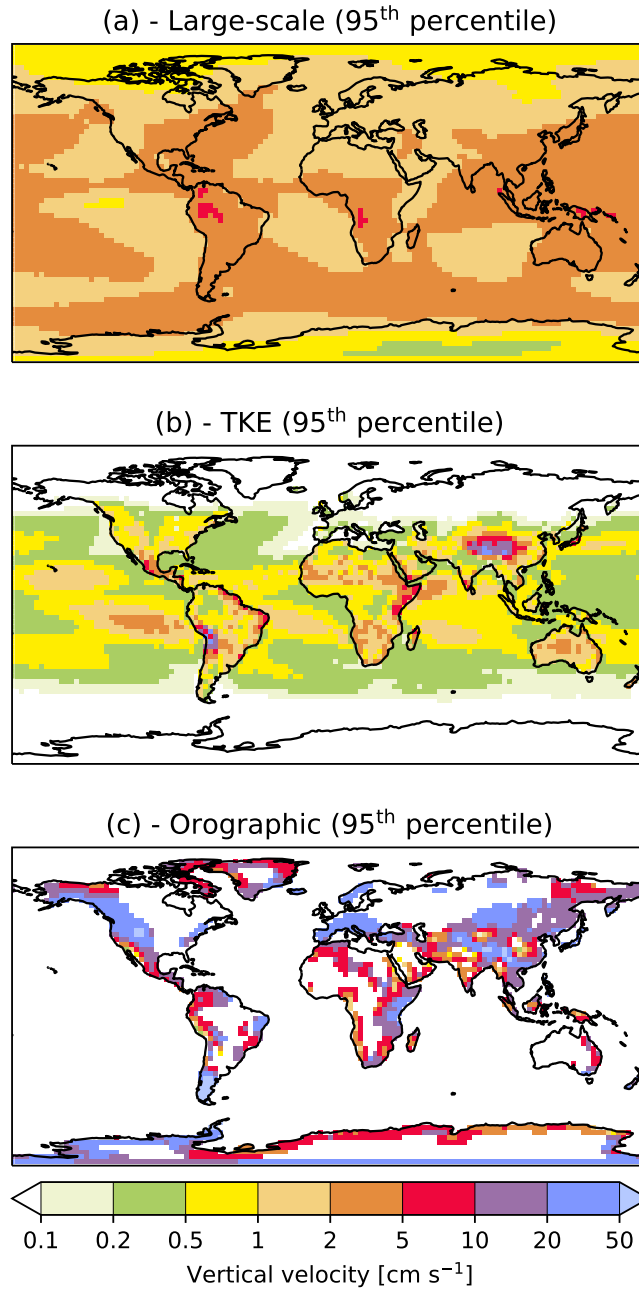 (a) - Large-scale (95th percentile)
(b) - TKE (95th percentile)
(c) - Orographic (95th percentile)
0.1 0.2 0.5 1 2 5 10 20 50
Vertical velocity [cm s⁻¹]